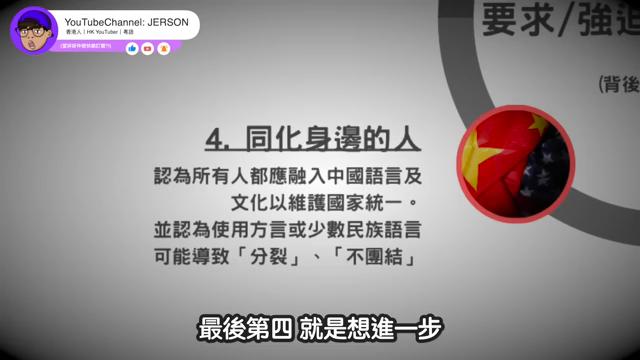 YouTubeChannel: JERSON
香港人 | HK YouTuber | 粵語
要求/強迫
(背後
4. 同化身邊的人
認為所有人都應融入中國語言及
文化以維護國家統一。
並認為使用方言或少數民族語言
可能導致「分裂」、「不團結」
最後第四 就是想進一步